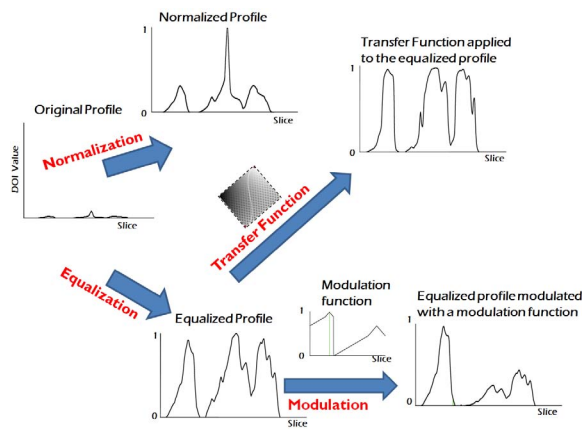 Normalized Profile
1
0
Slice
Transfer Function applied
to the equalized profile
1
0
Slice
Original Profile
DOI Value
Slice
Normalization
Transfer Function
Equalization
Equalized Profile
1
0
Modulation
function
1
0
Slice
Modulation
Equalized profile modulated
with a modulation function
1
0
Slice